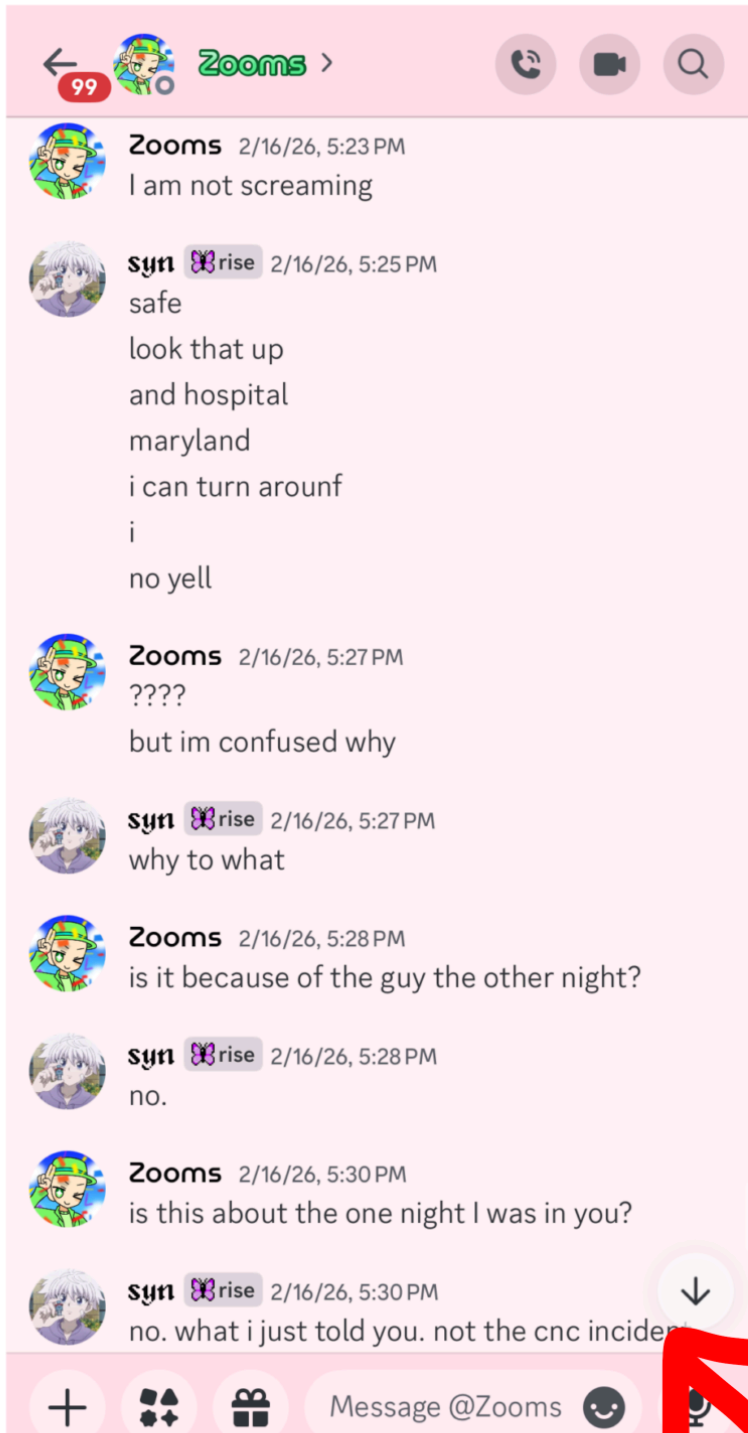 99
Zooms >
Zooms 2/16/26, 5:23 PM
I am not screaming
syn rise 2/16/26, 5:25 PM
safe
look that up
and hospital
maryland
i can turn arounf
i
no yell
Zooms 2/16/26, 5:27 PM
????
but im confused why
syn rise 2/16/26, 5:27 PM
why to what
Zooms 2/16/26, 5:28 PM
is it because of the guy the other night?
syn rise 2/16/26, 5:28 PM
no.
Zooms 2/16/26, 5:30 PM
is this about the one night I was in you?
syn rise 2/16/26, 5:30 PM
no. what i just told you. not the cnc incident
Message @Zooms